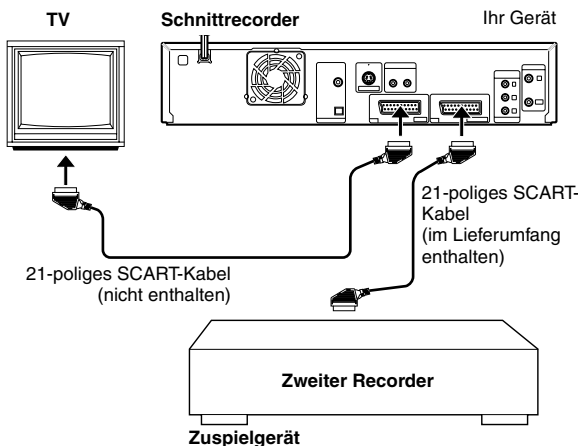 TV
Schnittrecorder
Ihr Gerät
21-poliges SCART-
Kabel
(im Lieferumfang
enthalten)
21-poliges SCART-Kabel
(nicht enthalten)
Zweiter Recorder
Zuspielgerät